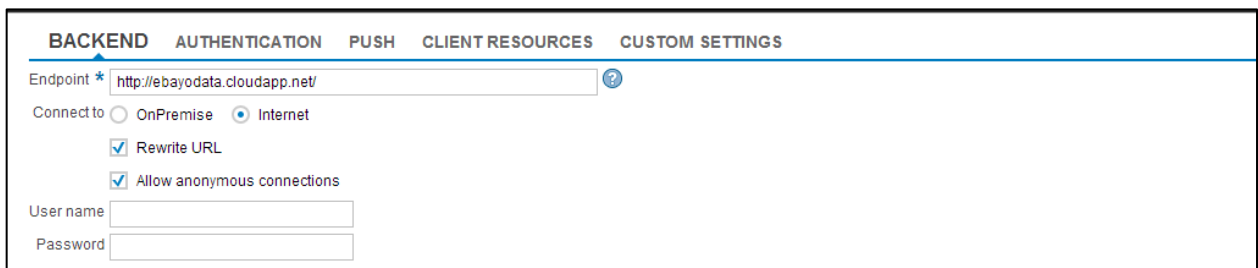 BACKEND AUTHENTICATION PUSH CLIENT RESOURCES CUSTOM SETTINGS
Endpoint * http://ebayodata.cloudapp.net/ ?
Connect to OnPremise Internet
Rewrite URL
Allow anonymous connections
User name
Password